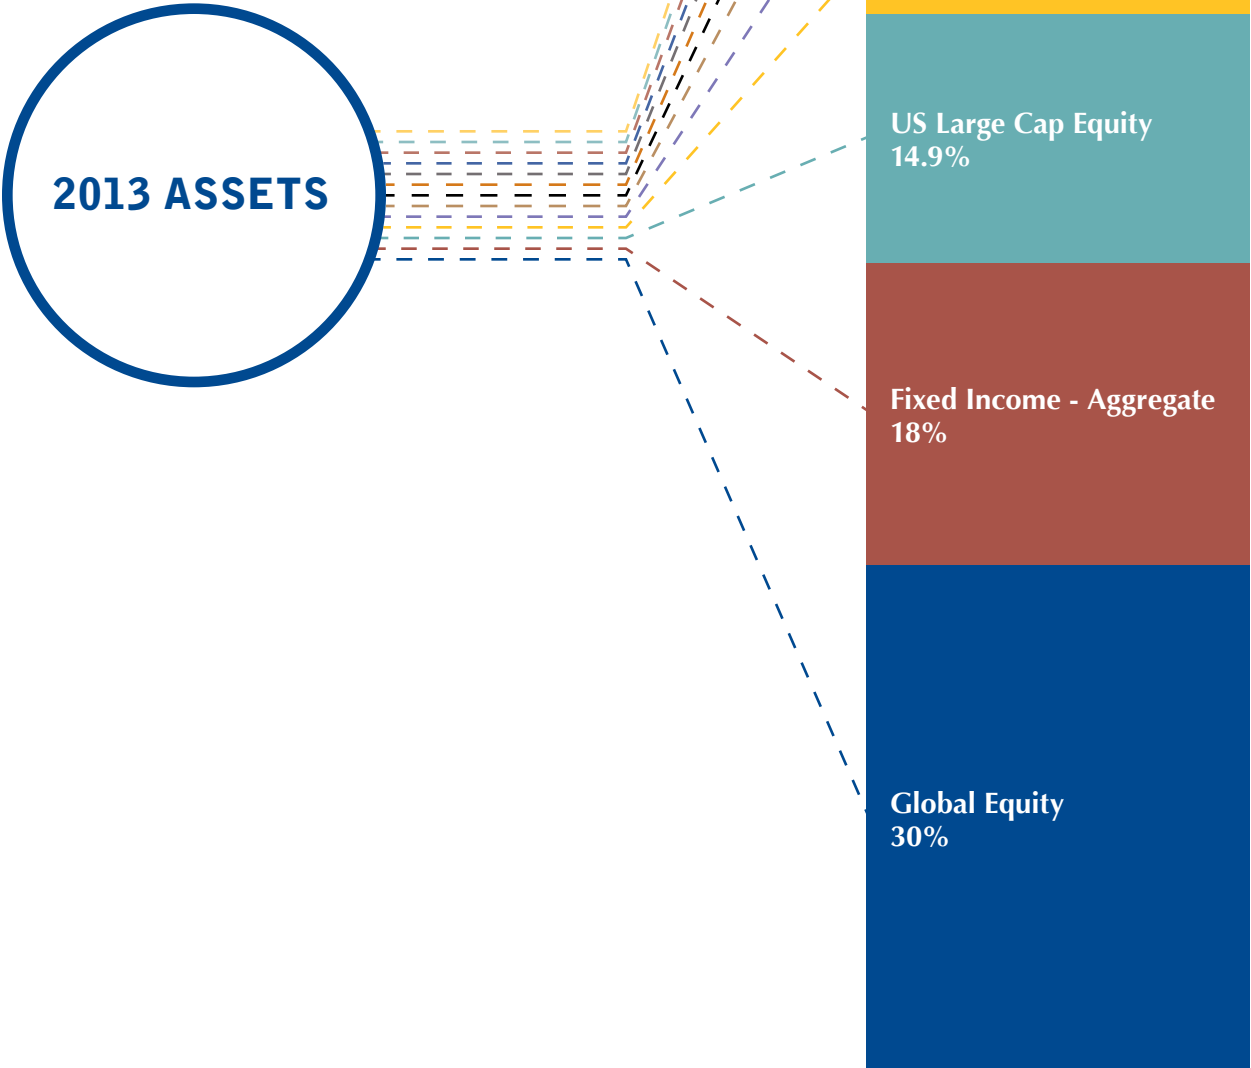 2013 ASSETS
US Large Cap Equity
14.9%
Fixed Income - Aggregate
18%
Global Equity
30%